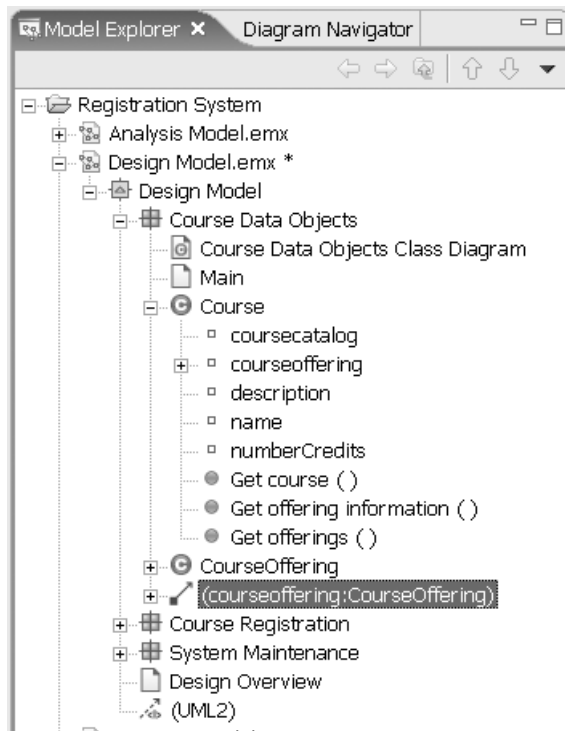 Model Explorer Diagram Navigator
Registration System
Analysis Model.emx
Design Model.emx *
Design Model
Course Data Objects
Course Data Objects Class Diagram
Main
Course
coursecatalog
courseoffering
description
name
numberCredits
Get course ( )
Get offering information ( )
Get offerings ( )
CourseOffering
(courseoffering:CourseOffering)
Course Registration
System Maintenance
Design Overview
(UML2)